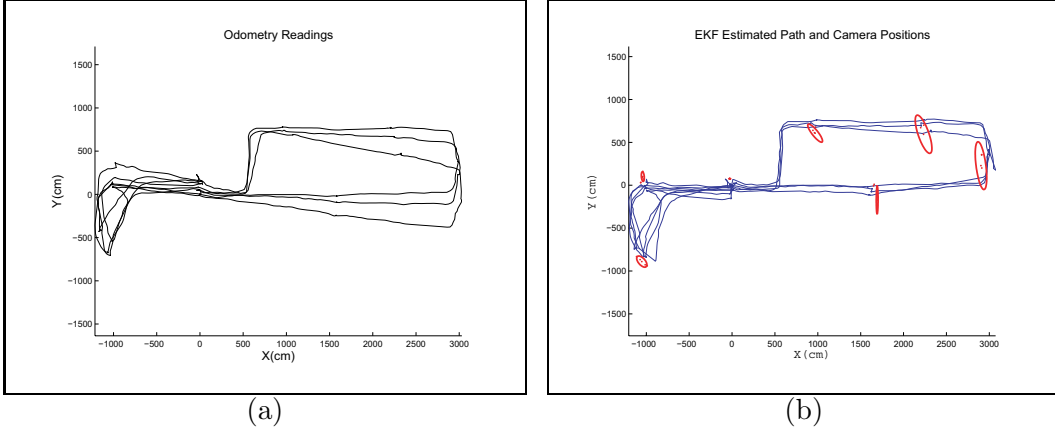 Odometry Readings
1500
1000
500
0
−500
−1000
−1500
Y(cm)
−1000 −500 0 500 1000 1500 2000 2500 3000
X(cm)
(a)
EKF Estimated Path and Camera Positions
1500
1000
500
0
−500
−1000
−1500
Y(cm)
−1000 −500 0 500 1000 1500 2000 2500 3000
X(cm)
(b)